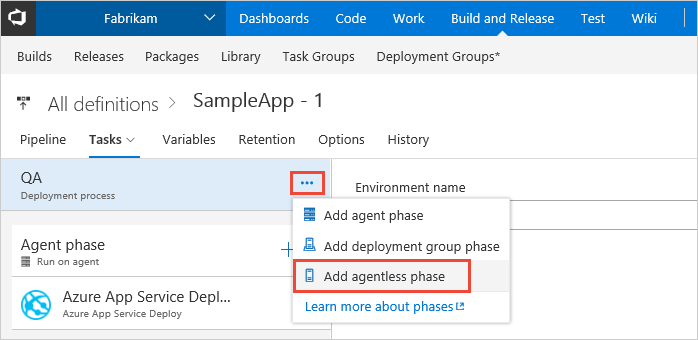 Fabrikam Dashboards Code Work Build and Release Test Wiki
Builds Releases Packages Library Task Groups Deployment Groups*
All definitions > SampleApp - 1
Pipeline Tasks Variables Retention Options History
QA
Deployment process
...
Environment name
Add agent phase
Add deployment group phase
Add agentless phase
Learn more about phases
Agent phase
Run on agent
+
Azure App Service Depl...
Azure App Service Deploy